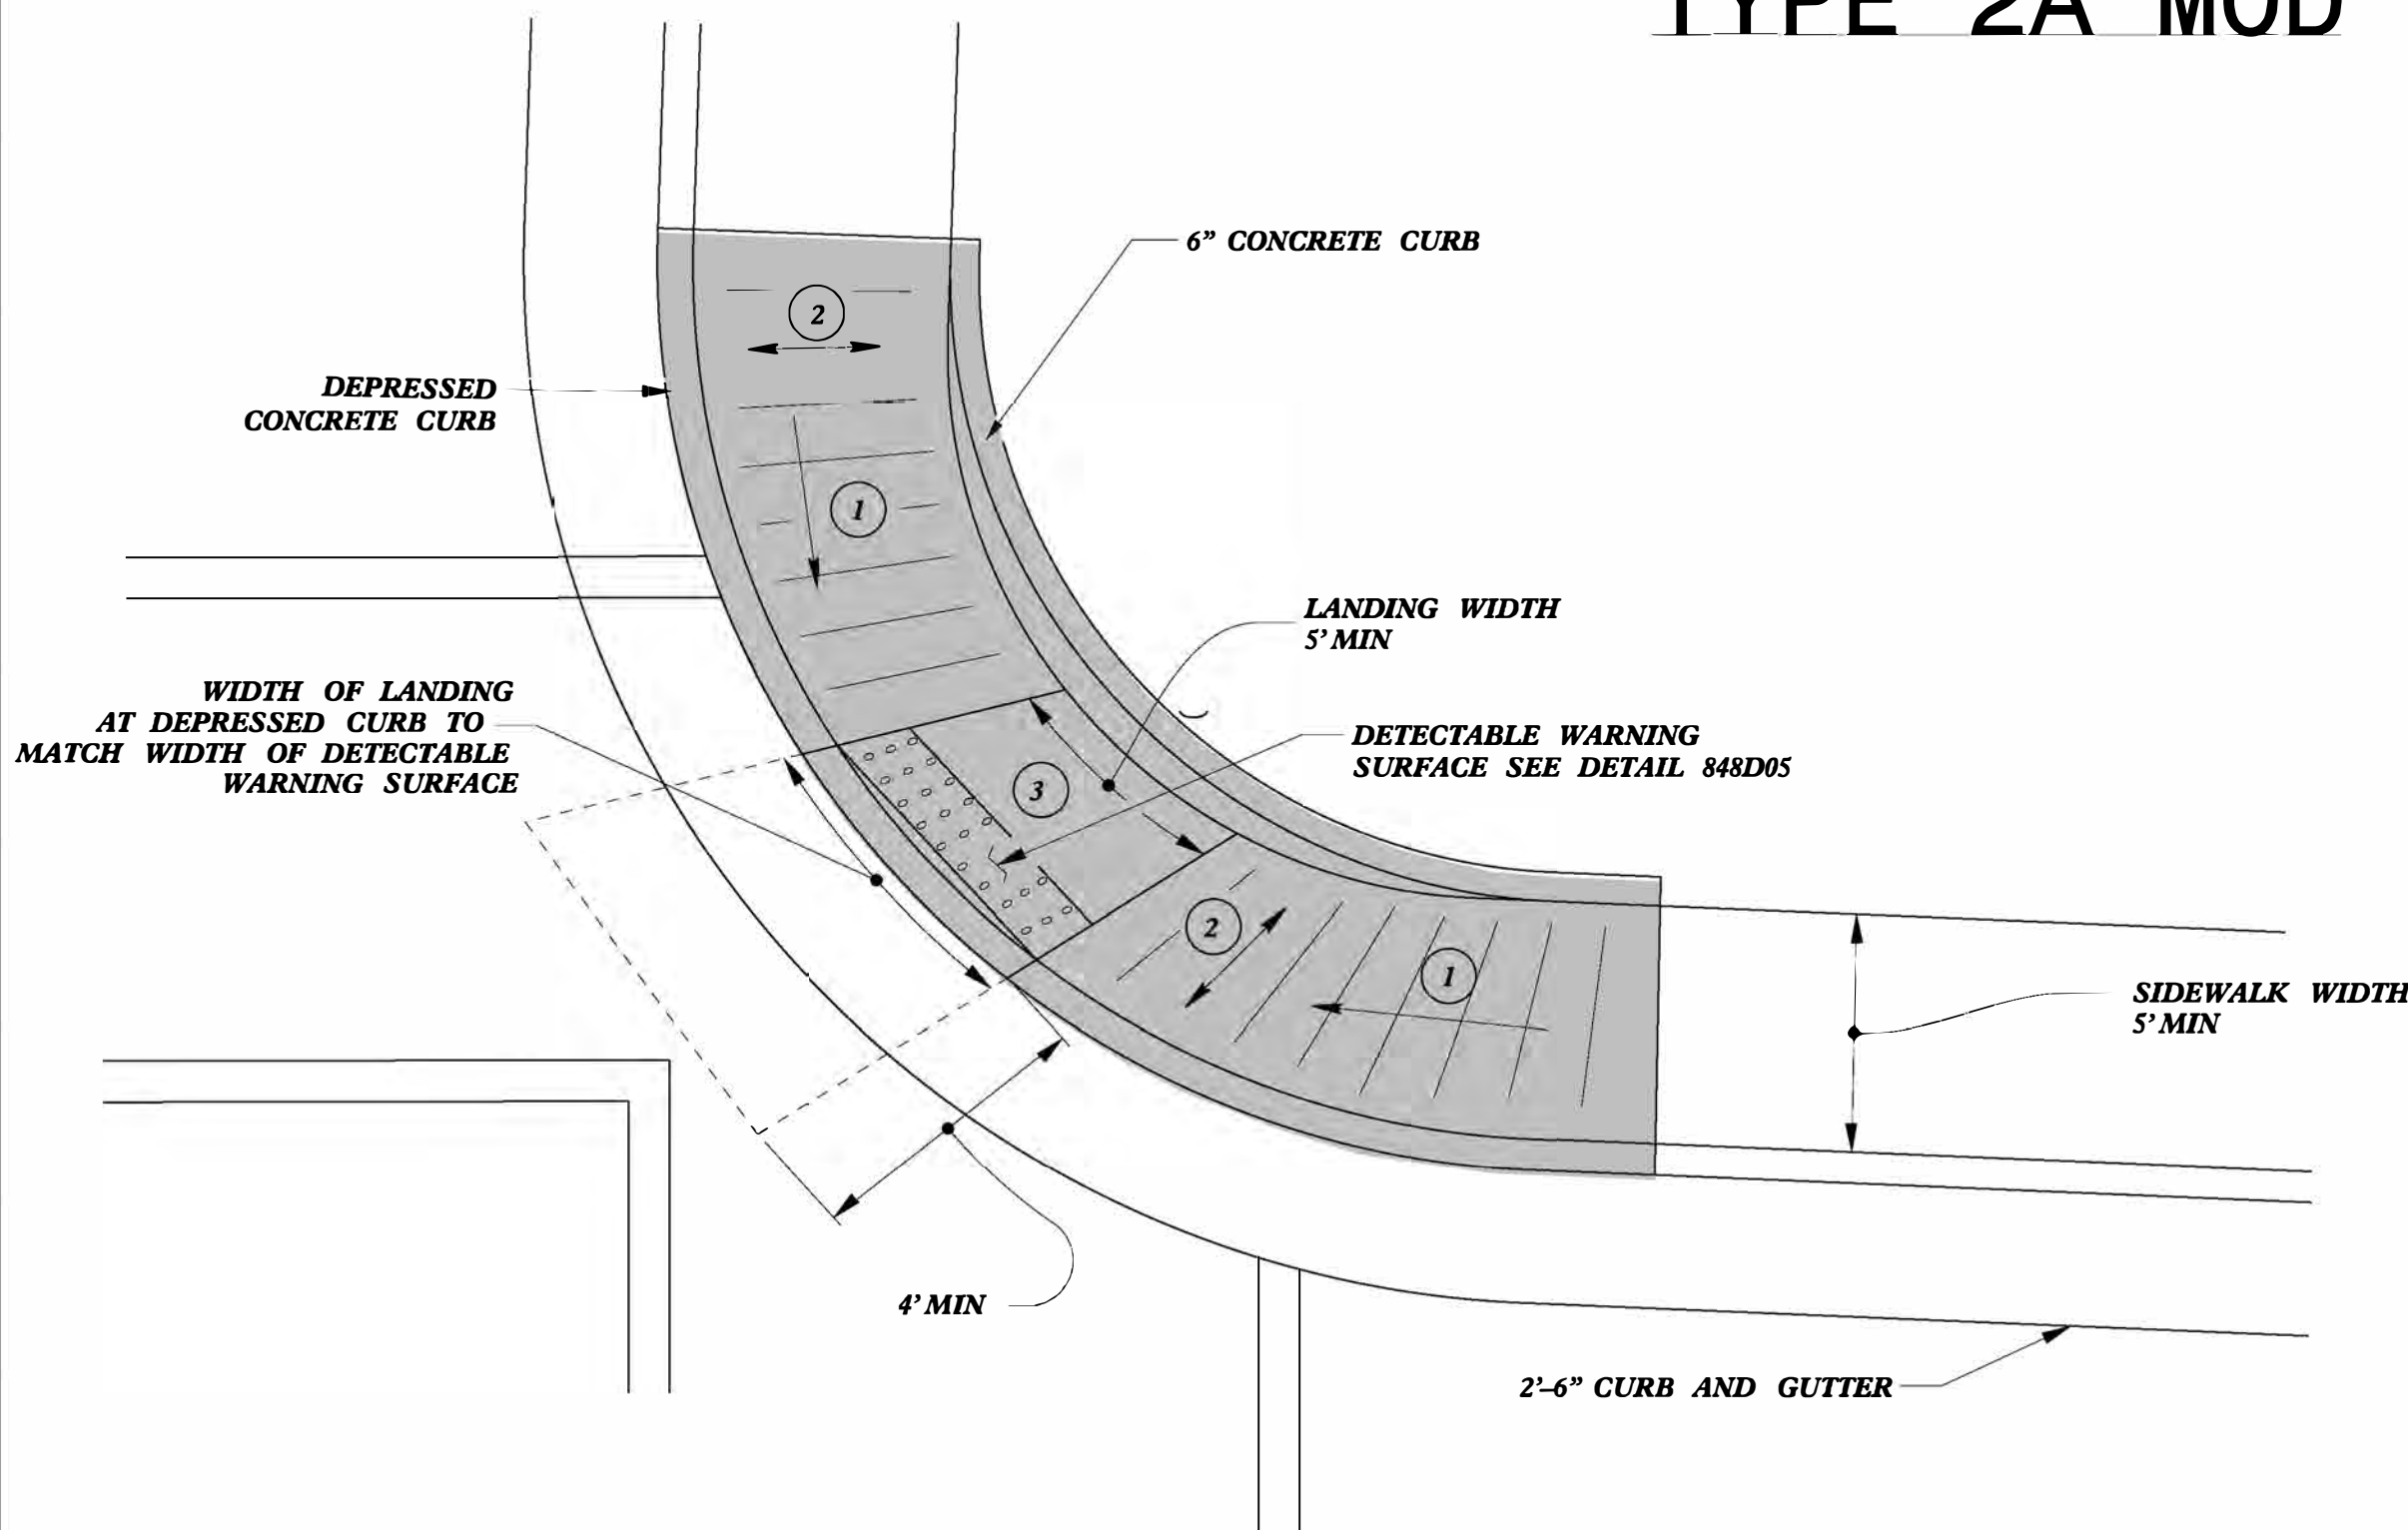 TYPE 2A MOD
6” CONCRETE CURB
2
DEPRESSED
CONCRETE CURB
1
LANDING WIDTH
5’ MIN
WIDTH OF LANDING
AT DEPRESSED CURB TO
MATCH WIDTH OF DETECTABLE
WARNING SURFACE
DETECTABLE WARNING
SURFACE SEE DETAIL 848D05
3
2
1
SIDEWALK WIDTH
5’ MIN
4’ MIN
2’–6” CURB AND GUTTER